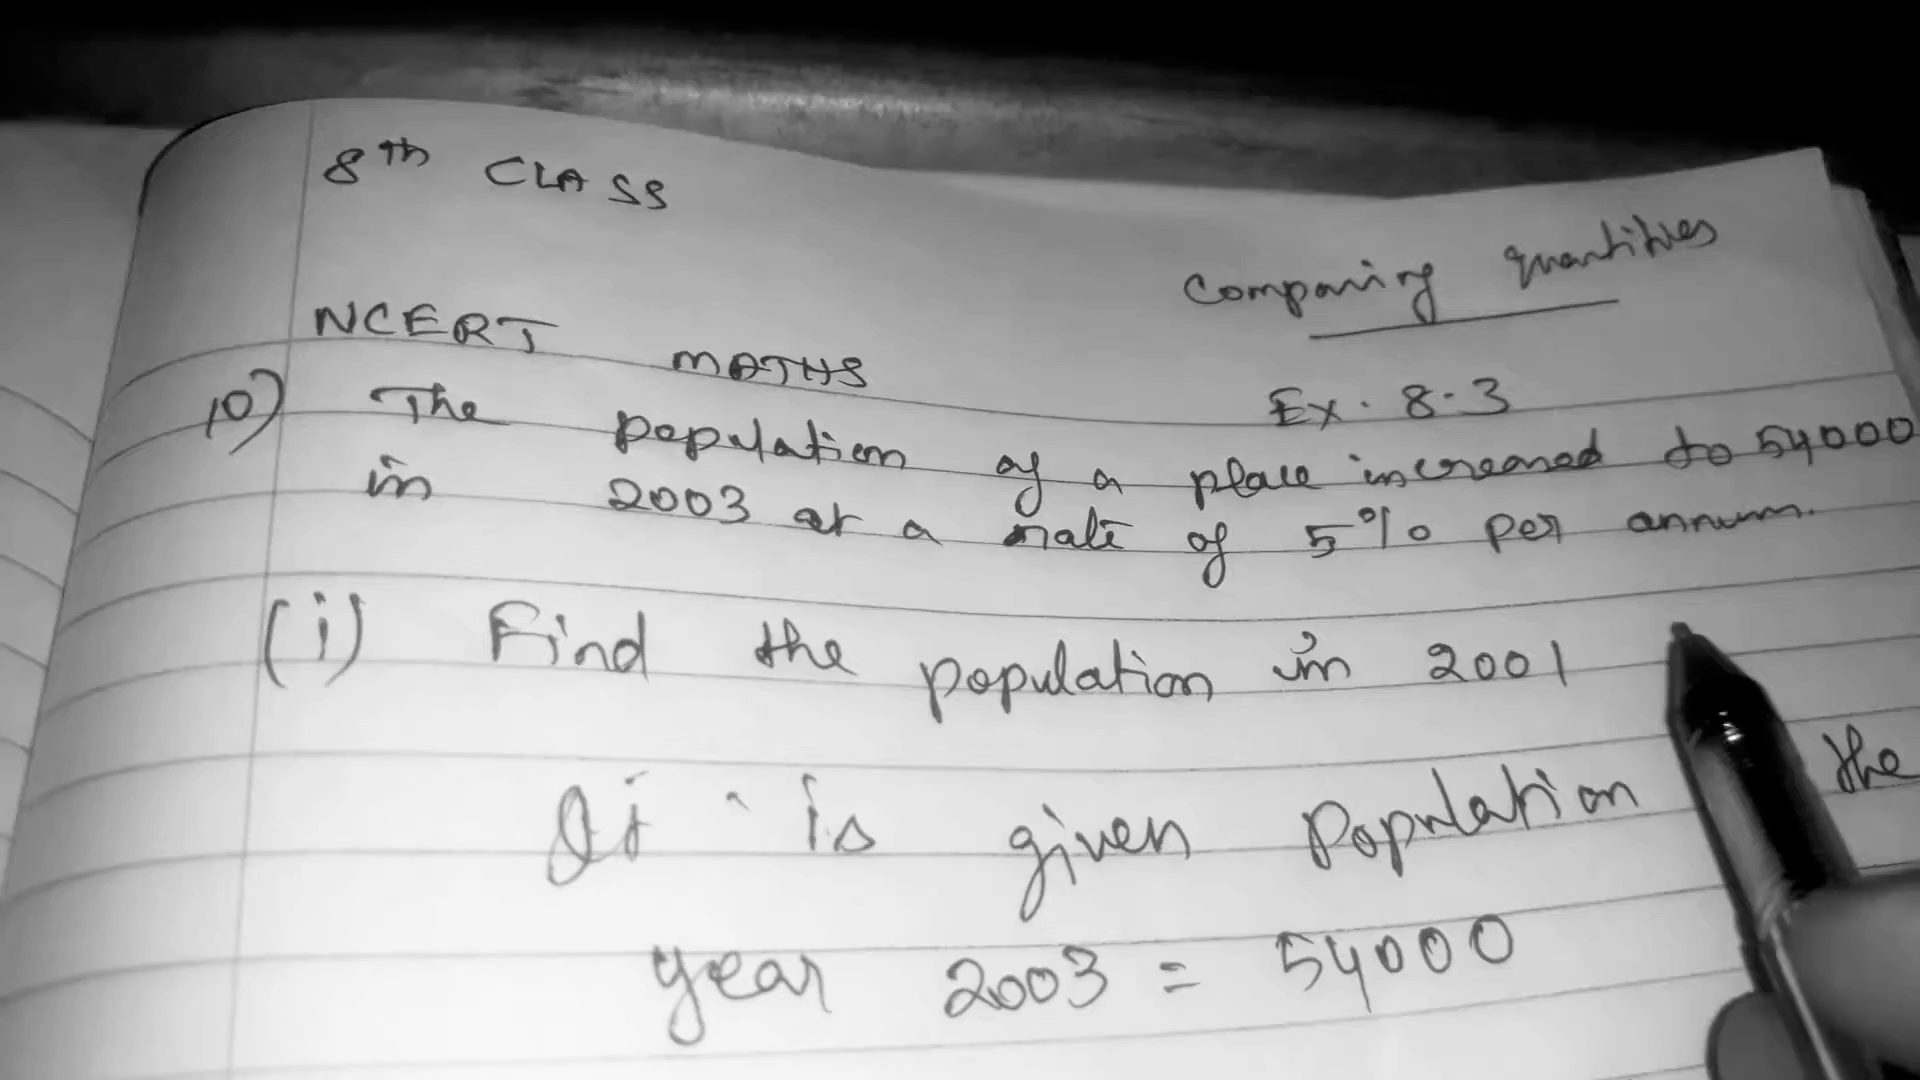 8th CLASS
Comparing quantities
NCERT MATHS
Ex. 8.3
10) The population of a place increased to 54000
in 2003 at a rate of 5% per annum.
(i) Find the population in 2001
It is given Population the
year 2003 = 54000